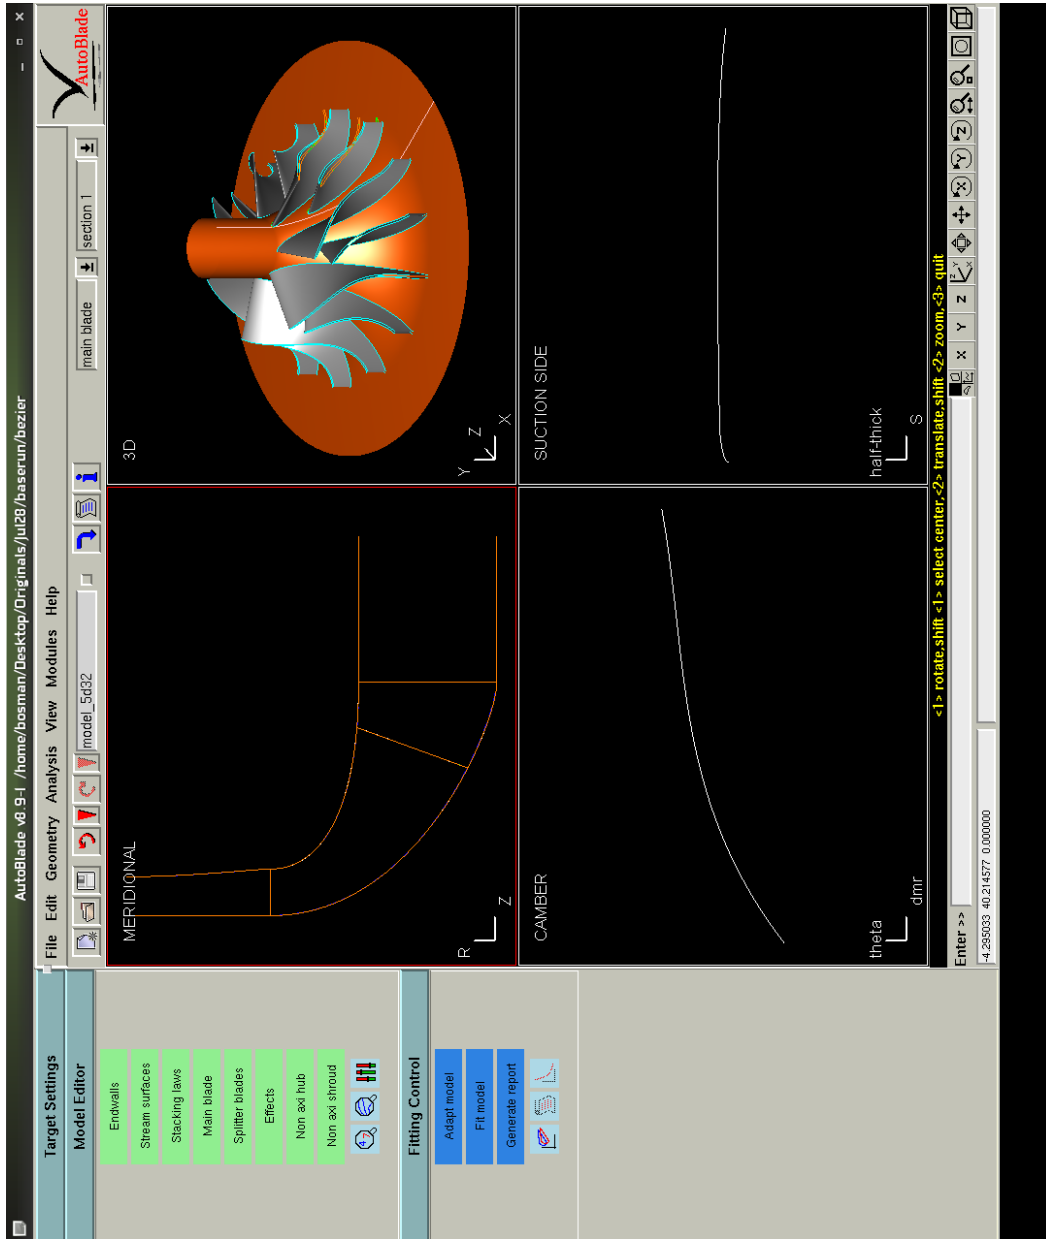 AutoBlade v8.9-1 /home/bosman/Desktop/Originals/Jul28/baserun/bezier
Target Settings
Model Editor
Endwalls
Stream surfaces
Stacking laws
Main blade
Splitter blades
Effects
Non axi hub
Non axi shroud
Fitting Control
Adapt model
Fit model
Generate report
File Edit Geometry Analysis View Modules Help
AutoBlade
model_5d32
main blade
section 1
MERIDIONAL
R
Z
3D
Y
Z
X
CAMBER
theta
dmr
SUCTION SIDE
half-thick
S
<1> rotate,shift <1> select center,<2> translate,shift <2> zoom,<3> quit
Enter >>
X Y Z
-4.295033 40.214577 0.000000